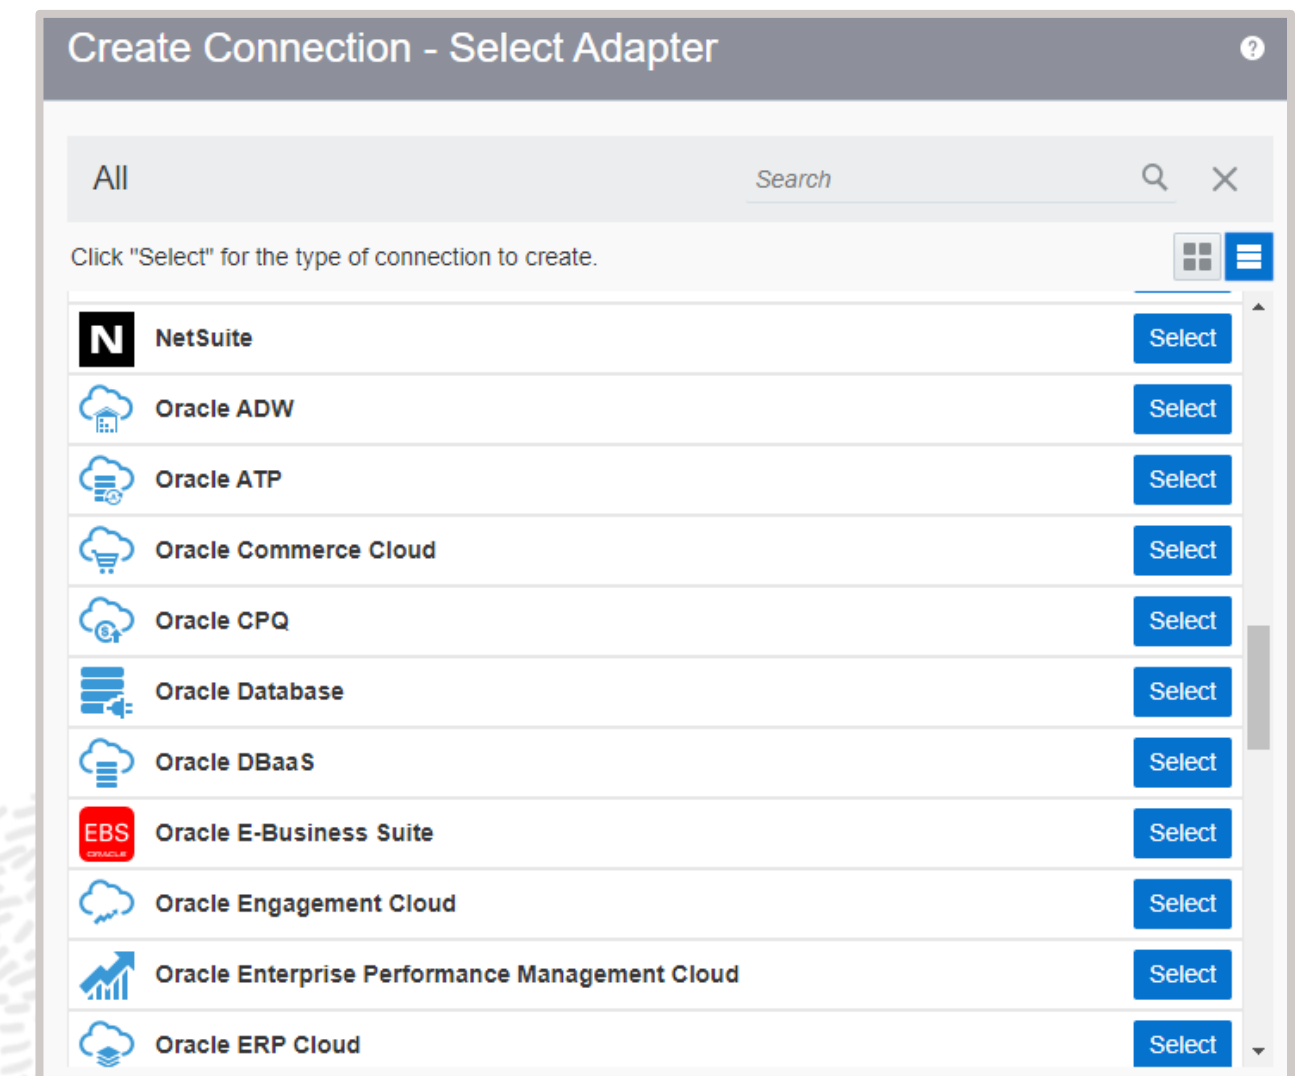 Create Connection - Select Adapter
?
All
Search
Click "Select" for the type of connection to create.
N NetSuite Select
Oracle ADW Select
Oracle ATP Select
Oracle Commerce Cloud Select
$ Oracle CPQ Select
Oracle Database Select
Oracle DBaaS Select
EBS
ORACLE
Oracle E-Business Suite Select
Oracle Engagement Cloud Select
Oracle Enterprise Performance Management Cloud Select
Oracle ERP Cloud Select